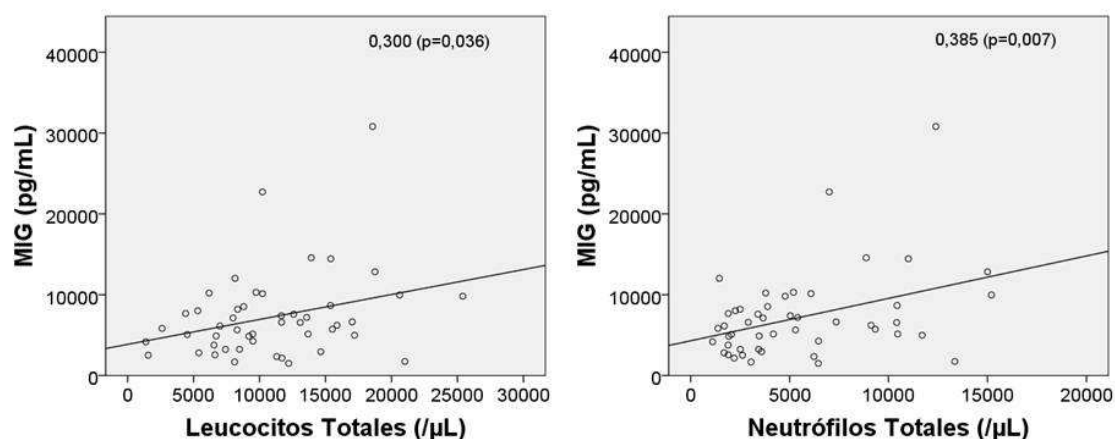 0,300 (p=0,036)
MIG (pg/mL)
40000
30000
20000
10000
0
0 5000 10000 15000 20000 25000 30000
Leucocitos Totales (/µL)
0,385 (p=0,007)
MIG (pg/mL)
40000
30000
20000
10000
0
0 5000 10000 15000 20000
Neutrófilos Totales (/µL)